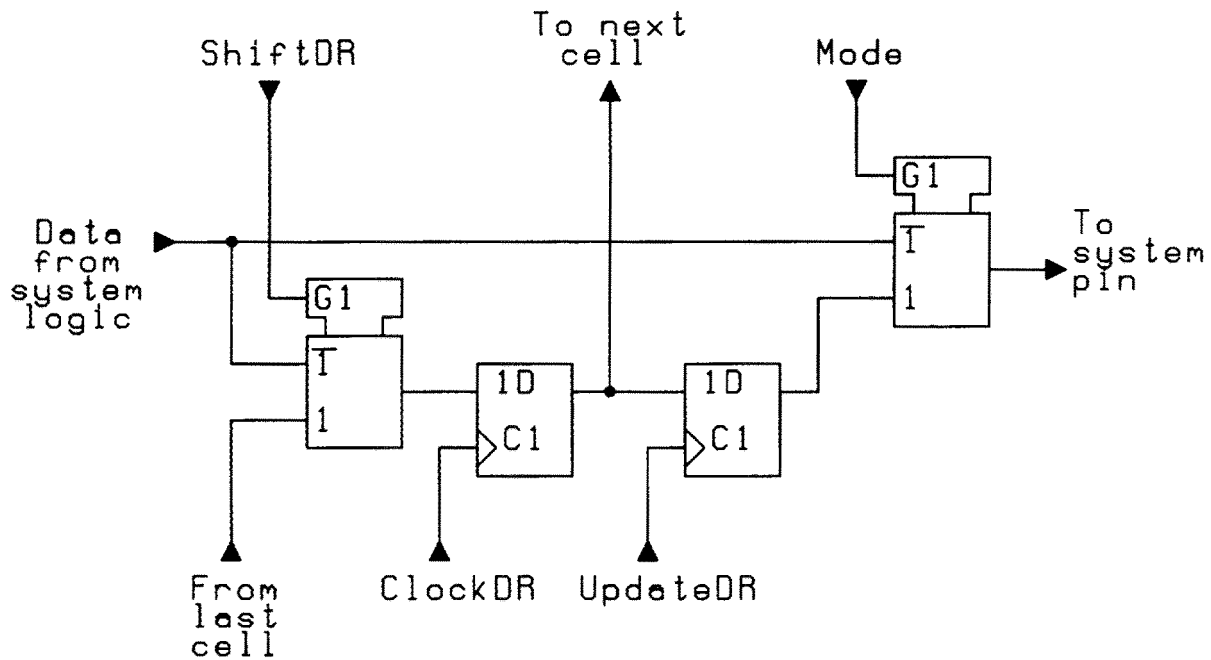 To next
cell
ShiftDR
Mode
G1
Data
from
system
logic
1
1
To
system
pin
G1
1
1
1D
C1
1D
C1
From
last
cell
ClockDR
UpdateDR